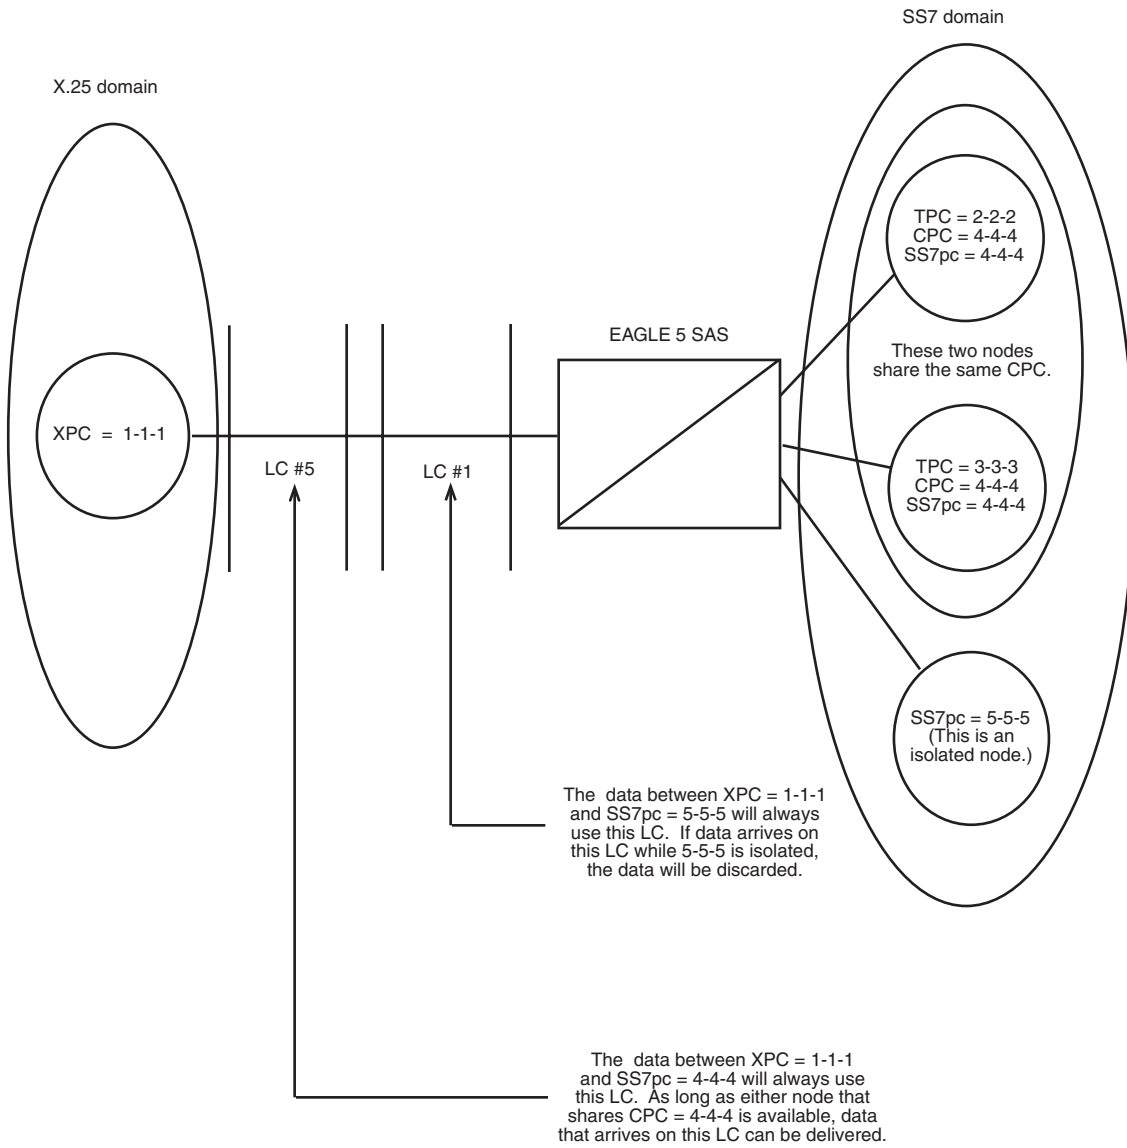 SS7 domain
X.25 domain
TPC = 2-2-2
CPC = 4-4-4
SS7pc = 4-4-4
EAGLE 5 SAS
These two nodes
share the same CPC.
XPC = 1-1-1
LC #5
LC #1
TPC = 3-3-3
CPC = 4-4-4
SS7pc = 4-4-4
SS7pc = 5-5-5
(This is an
isolated node.)
The data between XPC = 1-1-1
and SS7pc = 5-5-5 will always
use this LC. If data arrives on
this LC while 5-5-5 is isolated,
the data will be discarded.
The data between XPC = 1-1-1
and SS7pc = 4-4-4 will always use
this LC. As long as either node that
shares CPC = 4-4-4 is available, data
that arrives on this LC can be delivered.